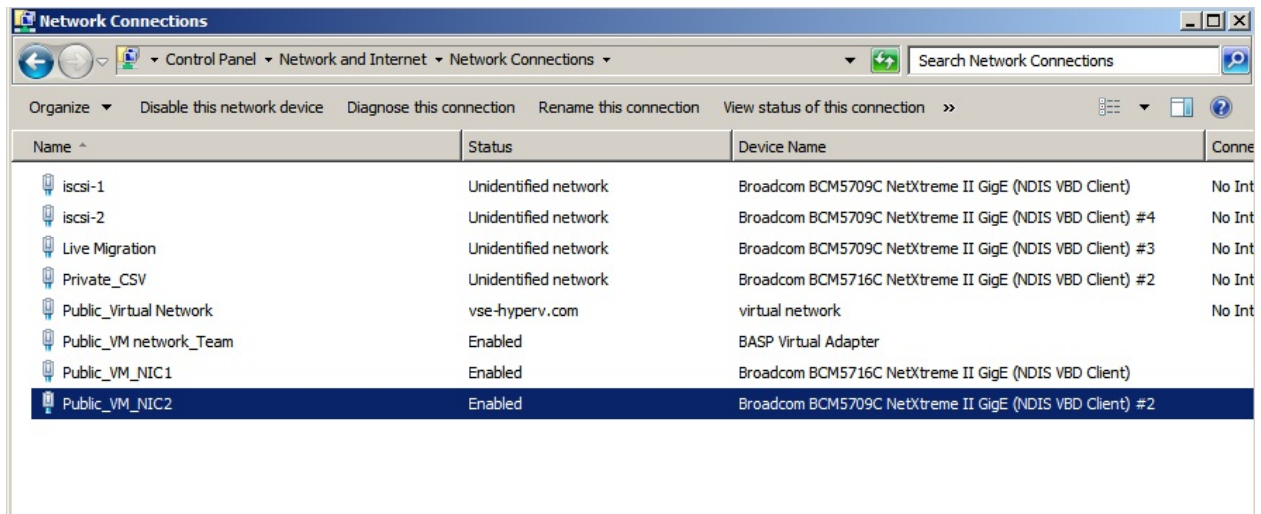 Network Connections
Control Panel Network and Internet Network Connections Search Network Connections
Organize Disable this network device Diagnose this connection Rename this connection View status of this connection »
Name Status Device Name Conne
iscsi-1 Unidentified network Broadcom BCM5709C NetXtreme II GigE (NDIS VBD Client) No Int
iscsi-2 Unidentified network Broadcom BCM5709C NetXtreme II GigE (NDIS VBD Client) #4 No Int
Live Migration Unidentified network Broadcom BCM5709C NetXtreme II GigE (NDIS VBD Client) #3 No Int
Private_CSV Unidentified network Broadcom BCM5716C NetXtreme II GigE (NDIS VBD Client) #2 No Int
Public_Virtual Network vse-hyperv.com virtual network No Int
Public_VM network_Team Enabled BASP Virtual Adapter
Public_VM_NIC1 Enabled Broadcom BCM5716C NetXtreme II GigE (NDIS VBD Client)
Public_VM_NIC2 Enabled Broadcom BCM5709C NetXtreme II GigE (NDIS VBD Client) #2